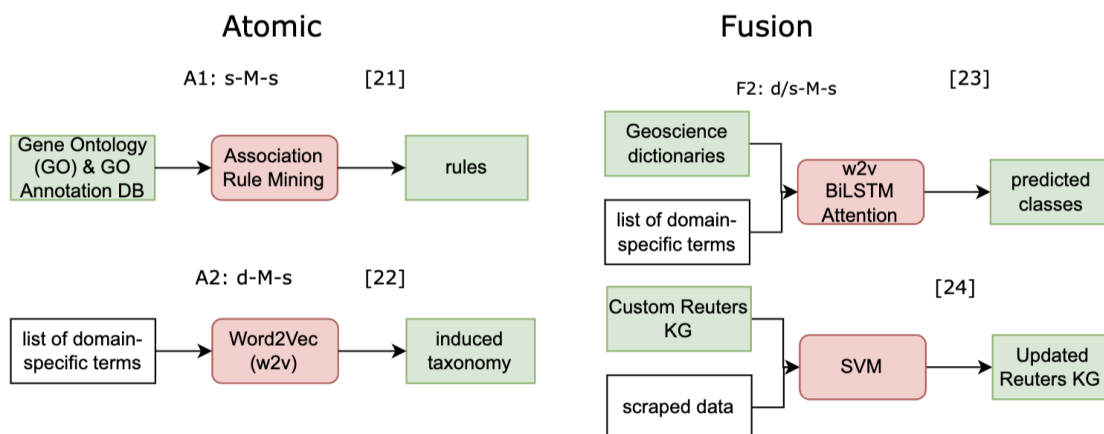 Atomic
A1: s-M-s [21]
Gene Ontology
(GO) & GO
Annotation DB
Association
Rule Mining
rules
A2: d-M-s [22]
list of domain-
specific terms
Word2Vec
(w2v)
induced
taxonomy
Fusion
F2: d/s-M-s [23]
Geoscience
dictionaries
list of domain-
specific terms
w2v
BiLSTM
Attention
predicted
classes
[24]
Custom Reuters
KG
scraped data
SVM
Updated
Reuters KG